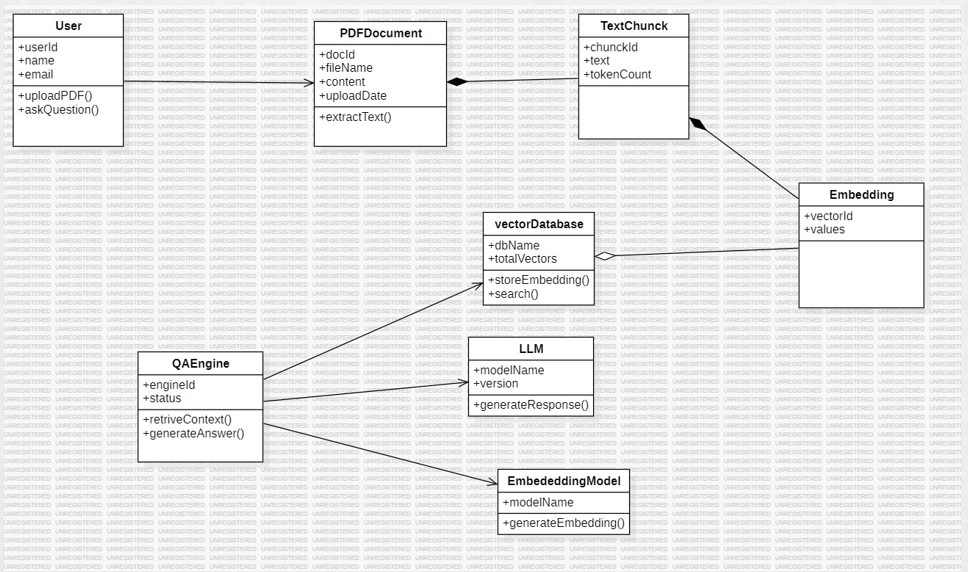 User
+userId
+name
+email
+uploadPDF()
+askQuestion()
PDFDocument
+docId
+fileName
+content
+uploadDate
+extractText()
TextChunck
+chunckId
+text
+tokenCount
Embedding
+vectorId
+values
vectorDatabase
+dbName
+totalVectors
+storeEmbedding()
+search()
QAEngine
+engineId
+status
+retriveContext()
+generateAnswer()
LLM
+modelName
+version
+generateResponse()
EmbededdingModel
+modelName
+generateEmbedding()
UNREGISTERED